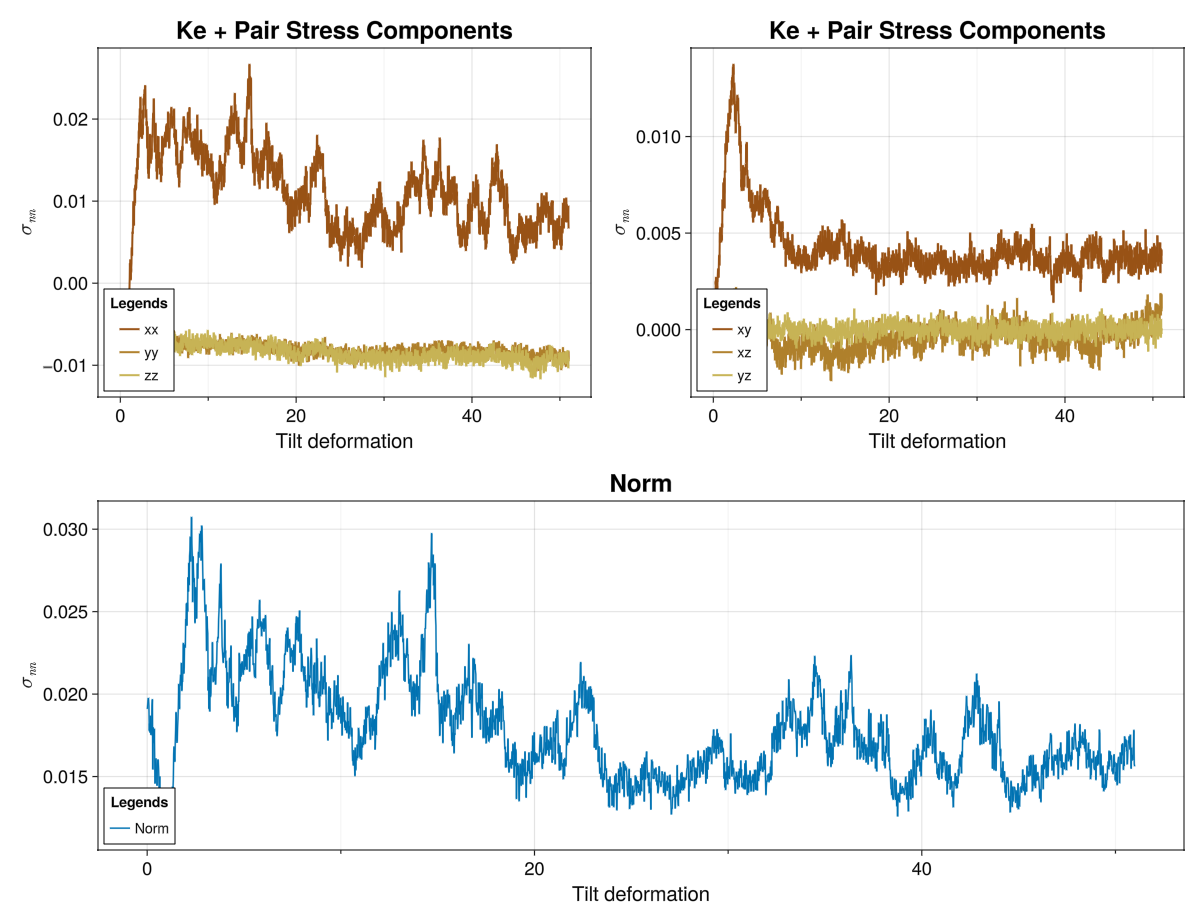 Ke + Pair Stress Components
0.02
0.01
0.00
−0.01
σnn
Legends
xx
yy
zz
0
20
40
Tilt deformation
Ke + Pair Stress Components
0.010
0.005
0.000
σnn
Legends
xy
xz
yz
0
20
40
Tilt deformation
Norm
0.030
0.025
0.020
0.015
σnn
Legends
Norm
0
20
40
Tilt deformation